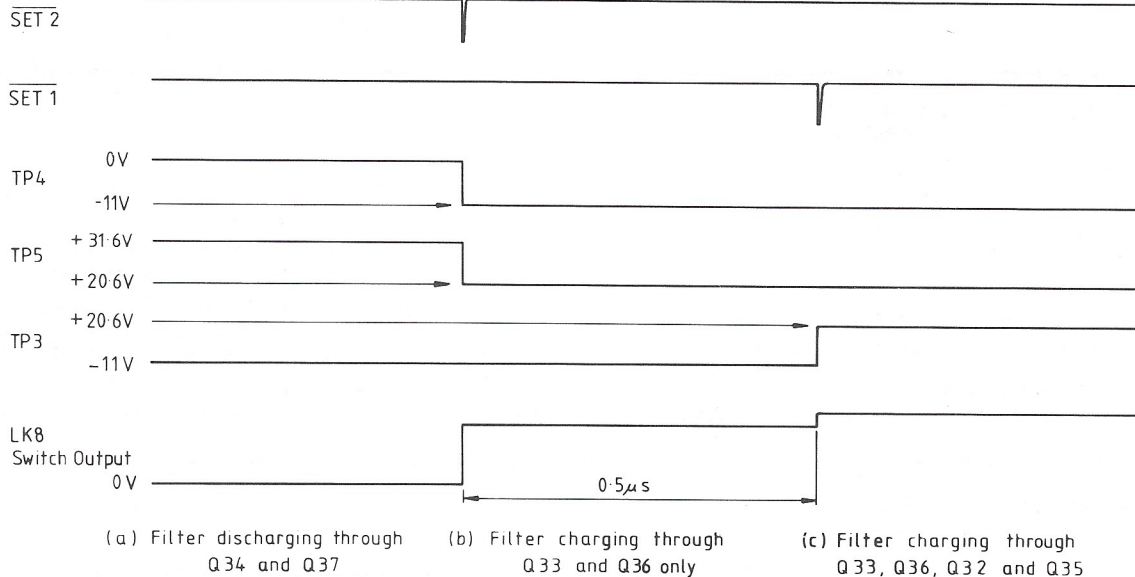 SET 2
SET 1
0V
TP4
-11V
+ 31·6V
TP5
+20·6V
+20·6V
TP3
-11V
LK8
Switch Output
0V
0·5µs
(a) Filter discharging through
Q34 and Q37
(b) Filter charging through
Q33 and Q36 only
(c) Filter charging through
Q33, Q36, Q32 and Q35